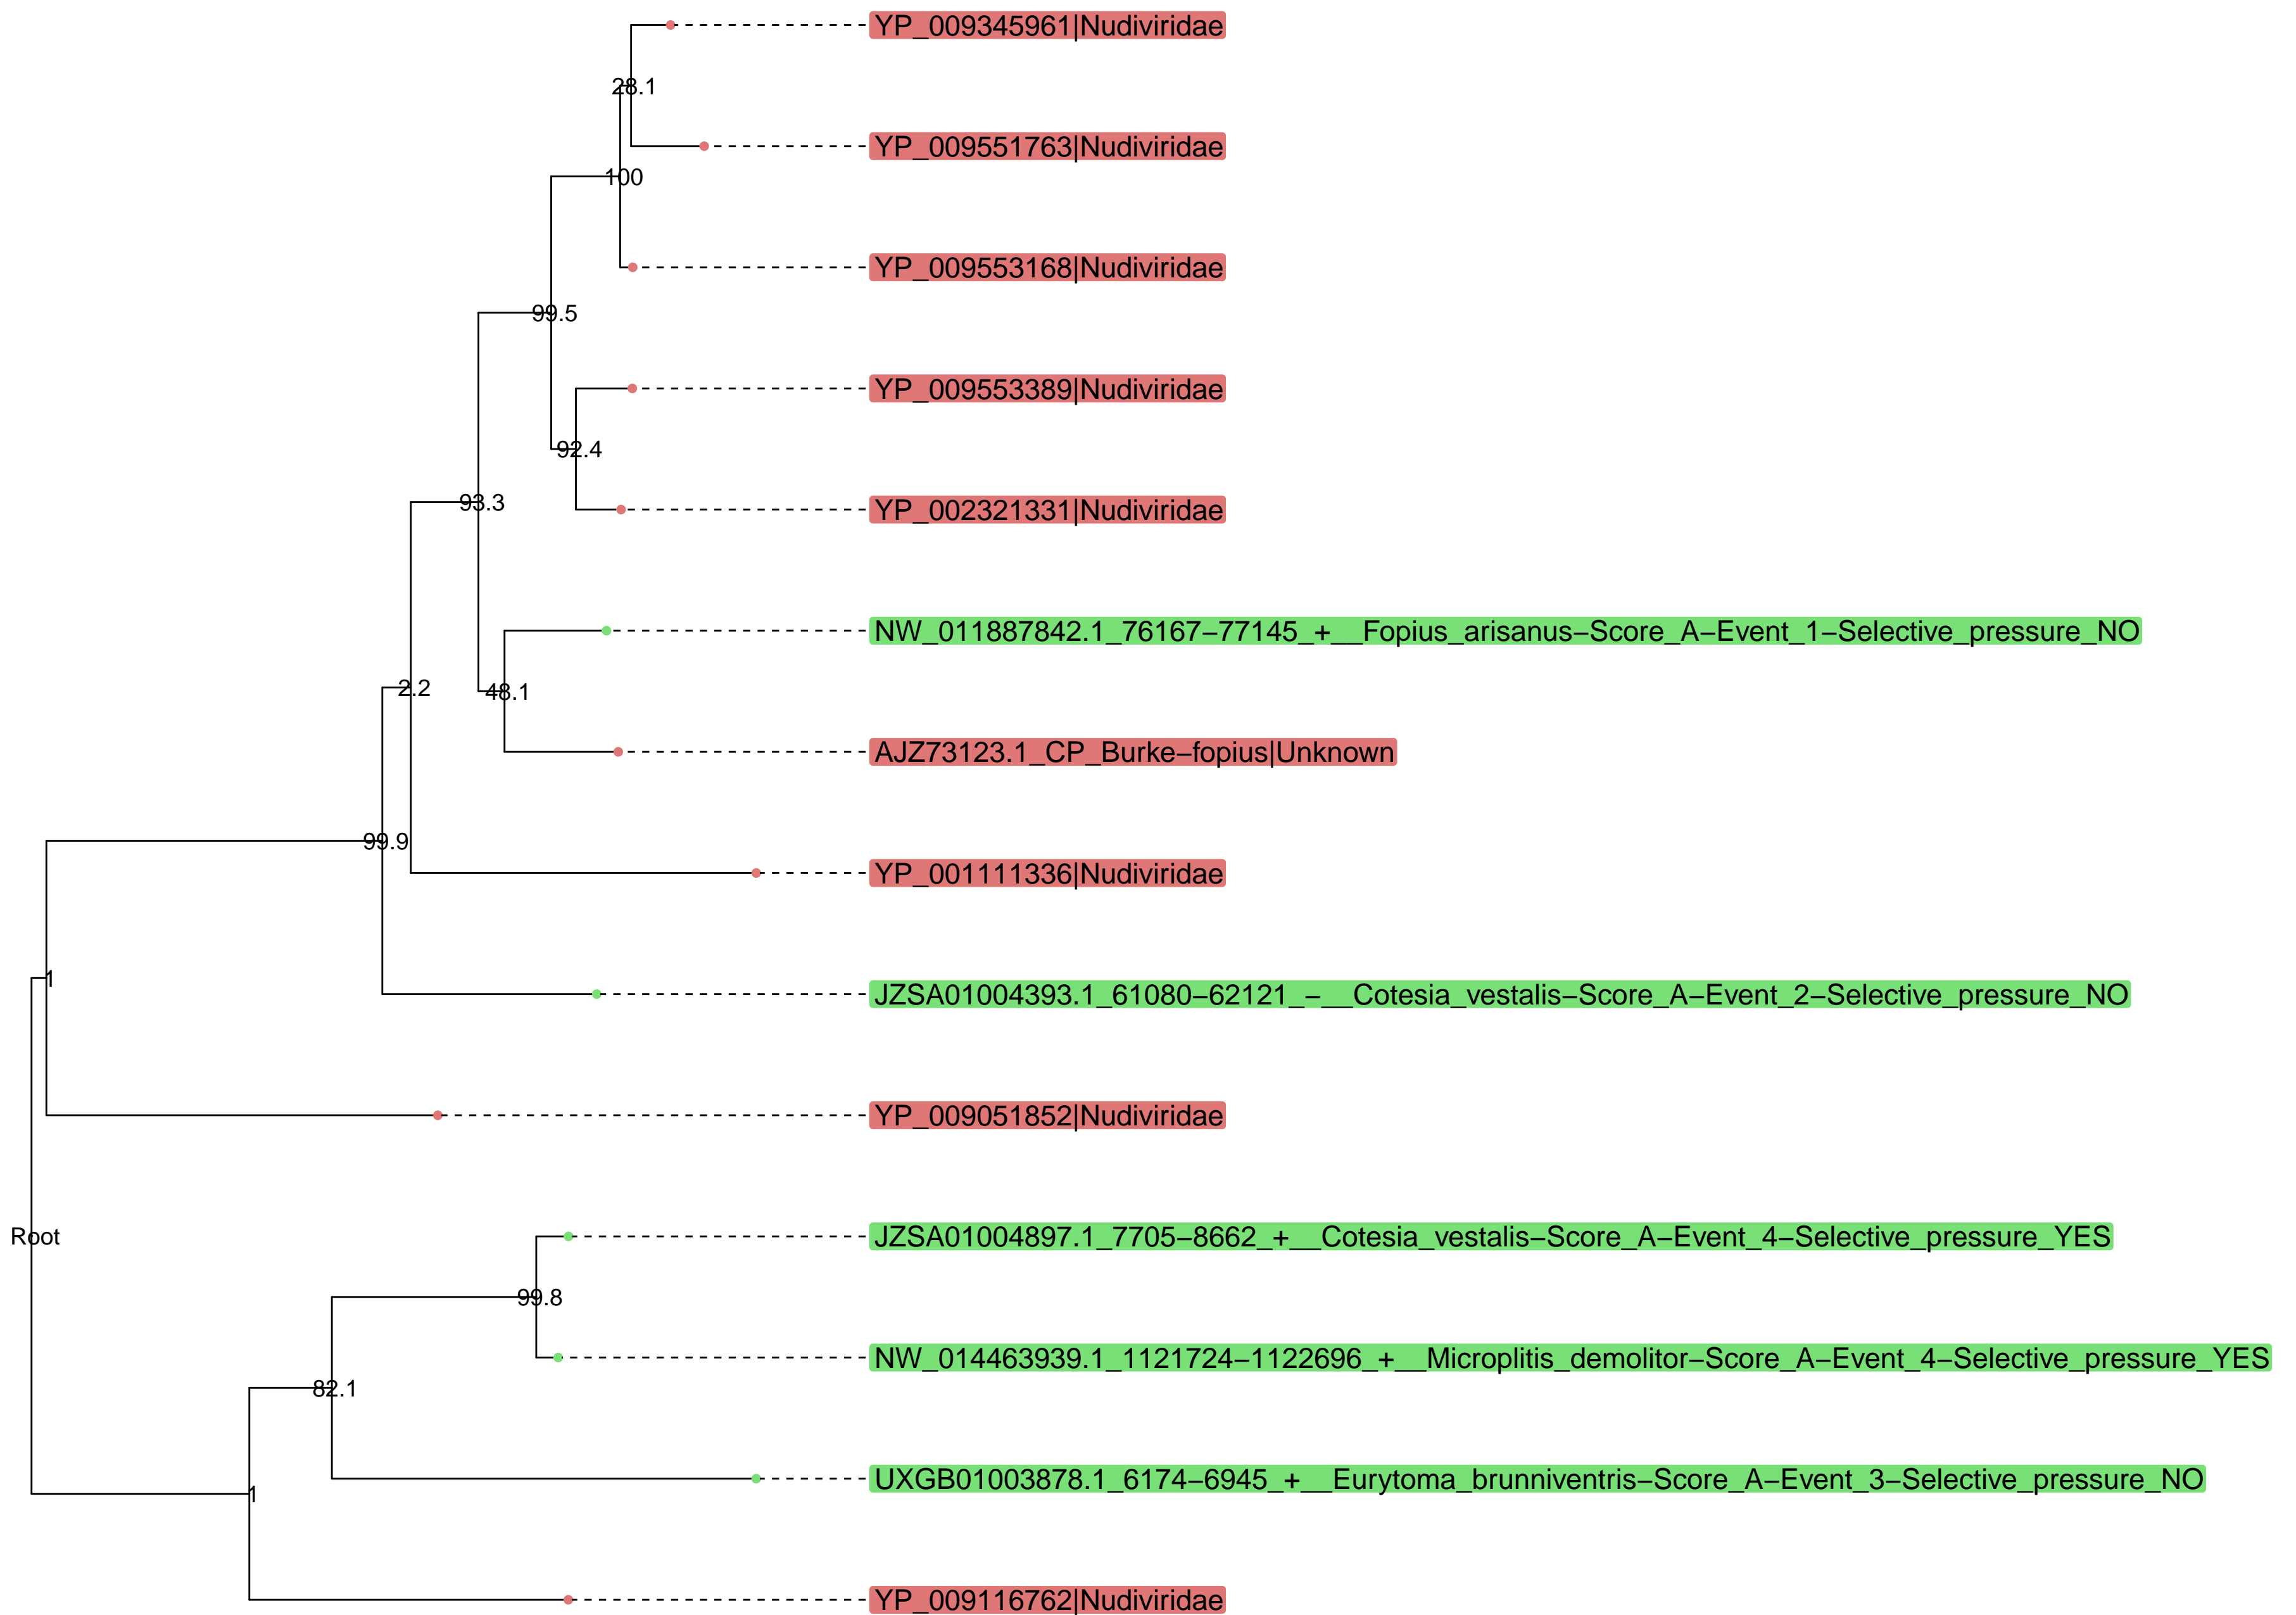 YP_009345961|Nudiviridae
28.1
YP_009551763|Nudiviridae
100
YP_009553168|Nudiviridae
99.5
YP_009553389|Nudiviridae
92.4
93.3
YP_002321331|Nudiviridae
NW_011887842.1_76167−77145_+__Fopius_arisanus−Score_A−Event_1−Selective_pressure_NO
2.2
48.1
AJZ73123.1_CP_Burke−fopius|Unknown
99.9
YP_001111336|Nudiviridae
1
JZSA01004393.1_61080−62121_−__Cotesia_vestalis−Score_A−Event_2−Selective_pressure_NO
YP_009051852|Nudiviridae
Root
JZSA01004897.1_7705−8662_+__Cotesia_vestalis−Score_A−Event_4−Selective_pressure_YES
99.8
NW_014463939.1_1121724−1122696_+__Microplitis_demolitor−Score_A−Event_4−Selective_pressure_YES
82.1
UXGB01003878.1_6174−6945_+__Eurytoma_brunniventris−Score_A−Event_3−Selective_pressure_NO
1
YP_009116762|Nudiviridae